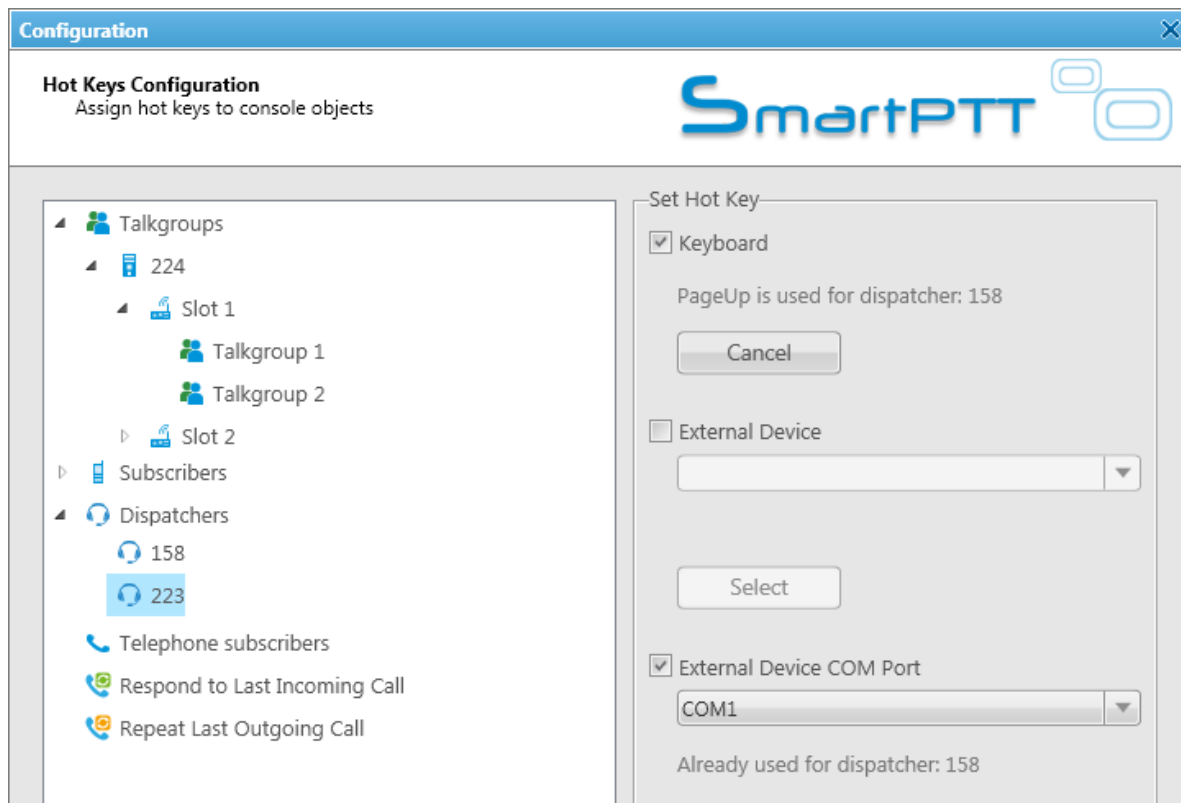 Configuration
Hot Keys Configuration
Assign hot keys to console objects
SmartPTT
Talkgroups
224
Slot 1
Talkgroup 1
Talkgroup 2
Slot 2
Subscribers
Dispatchers
158
223
Telephone subscribers
Respond to Last Incoming Call
Repeat Last Outgoing Call
Set Hot Key
Keyboard
PageUp is used for dispatcher: 158
Cancel
External Device
Select
External Device COM Port
COM1
Already used for dispatcher: 158